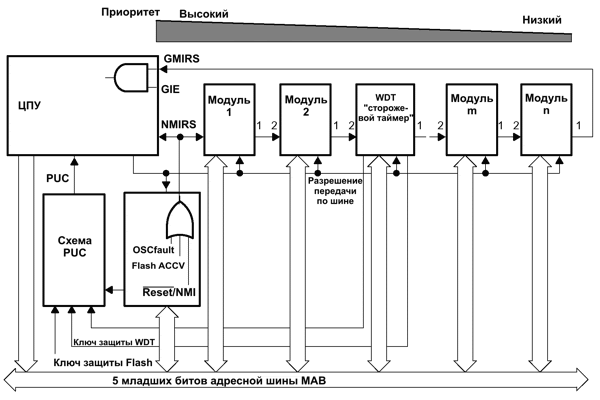 Приоритет
Высокий
Низкий
GMIRS
GIE
ЦПУ
NMIRS
Модуль 1
1
2
Модуль 2
1
2
WDT
"стороже-
вой таймер"
1
2
Модуль m
1
2
Модуль n
1
Разрешение
передачи
по шине
PUC
Схема
PUC
OSCfault
Flash ACCV
Reset/NMI
Ключ защиты WDT
Ключ защиты Flash
5 младших битов адресной шины MAB